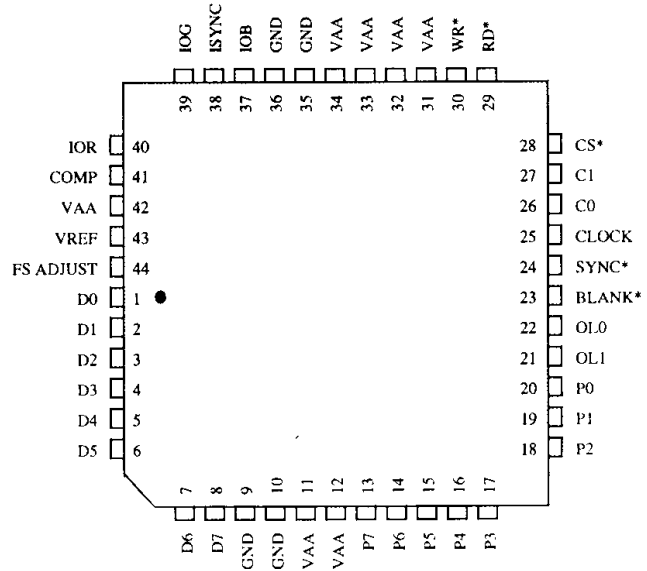 IOG ISYNC IOB GND GND VAA VAA VAA VAA WR* RD*
39 38 37 36 35 34 33 32 31 30 29
IOR 40 28 CS*
COMP 41 27 C1
VAA 42 26 C0
VREF 43 25 CLOCK
FS ADJUST 44 24 SYNC*
D0 1 23 BLANK*
D1 2 22 OL0
D2 3 21 OL1
D3 4 20 P0
D4 5 19 P1
D5 6 18 P2
7 8 9 10 11 12 13 14 15 16 17
D6 D7 GND GND VAA VAA P7 P6 P5 P4 P3